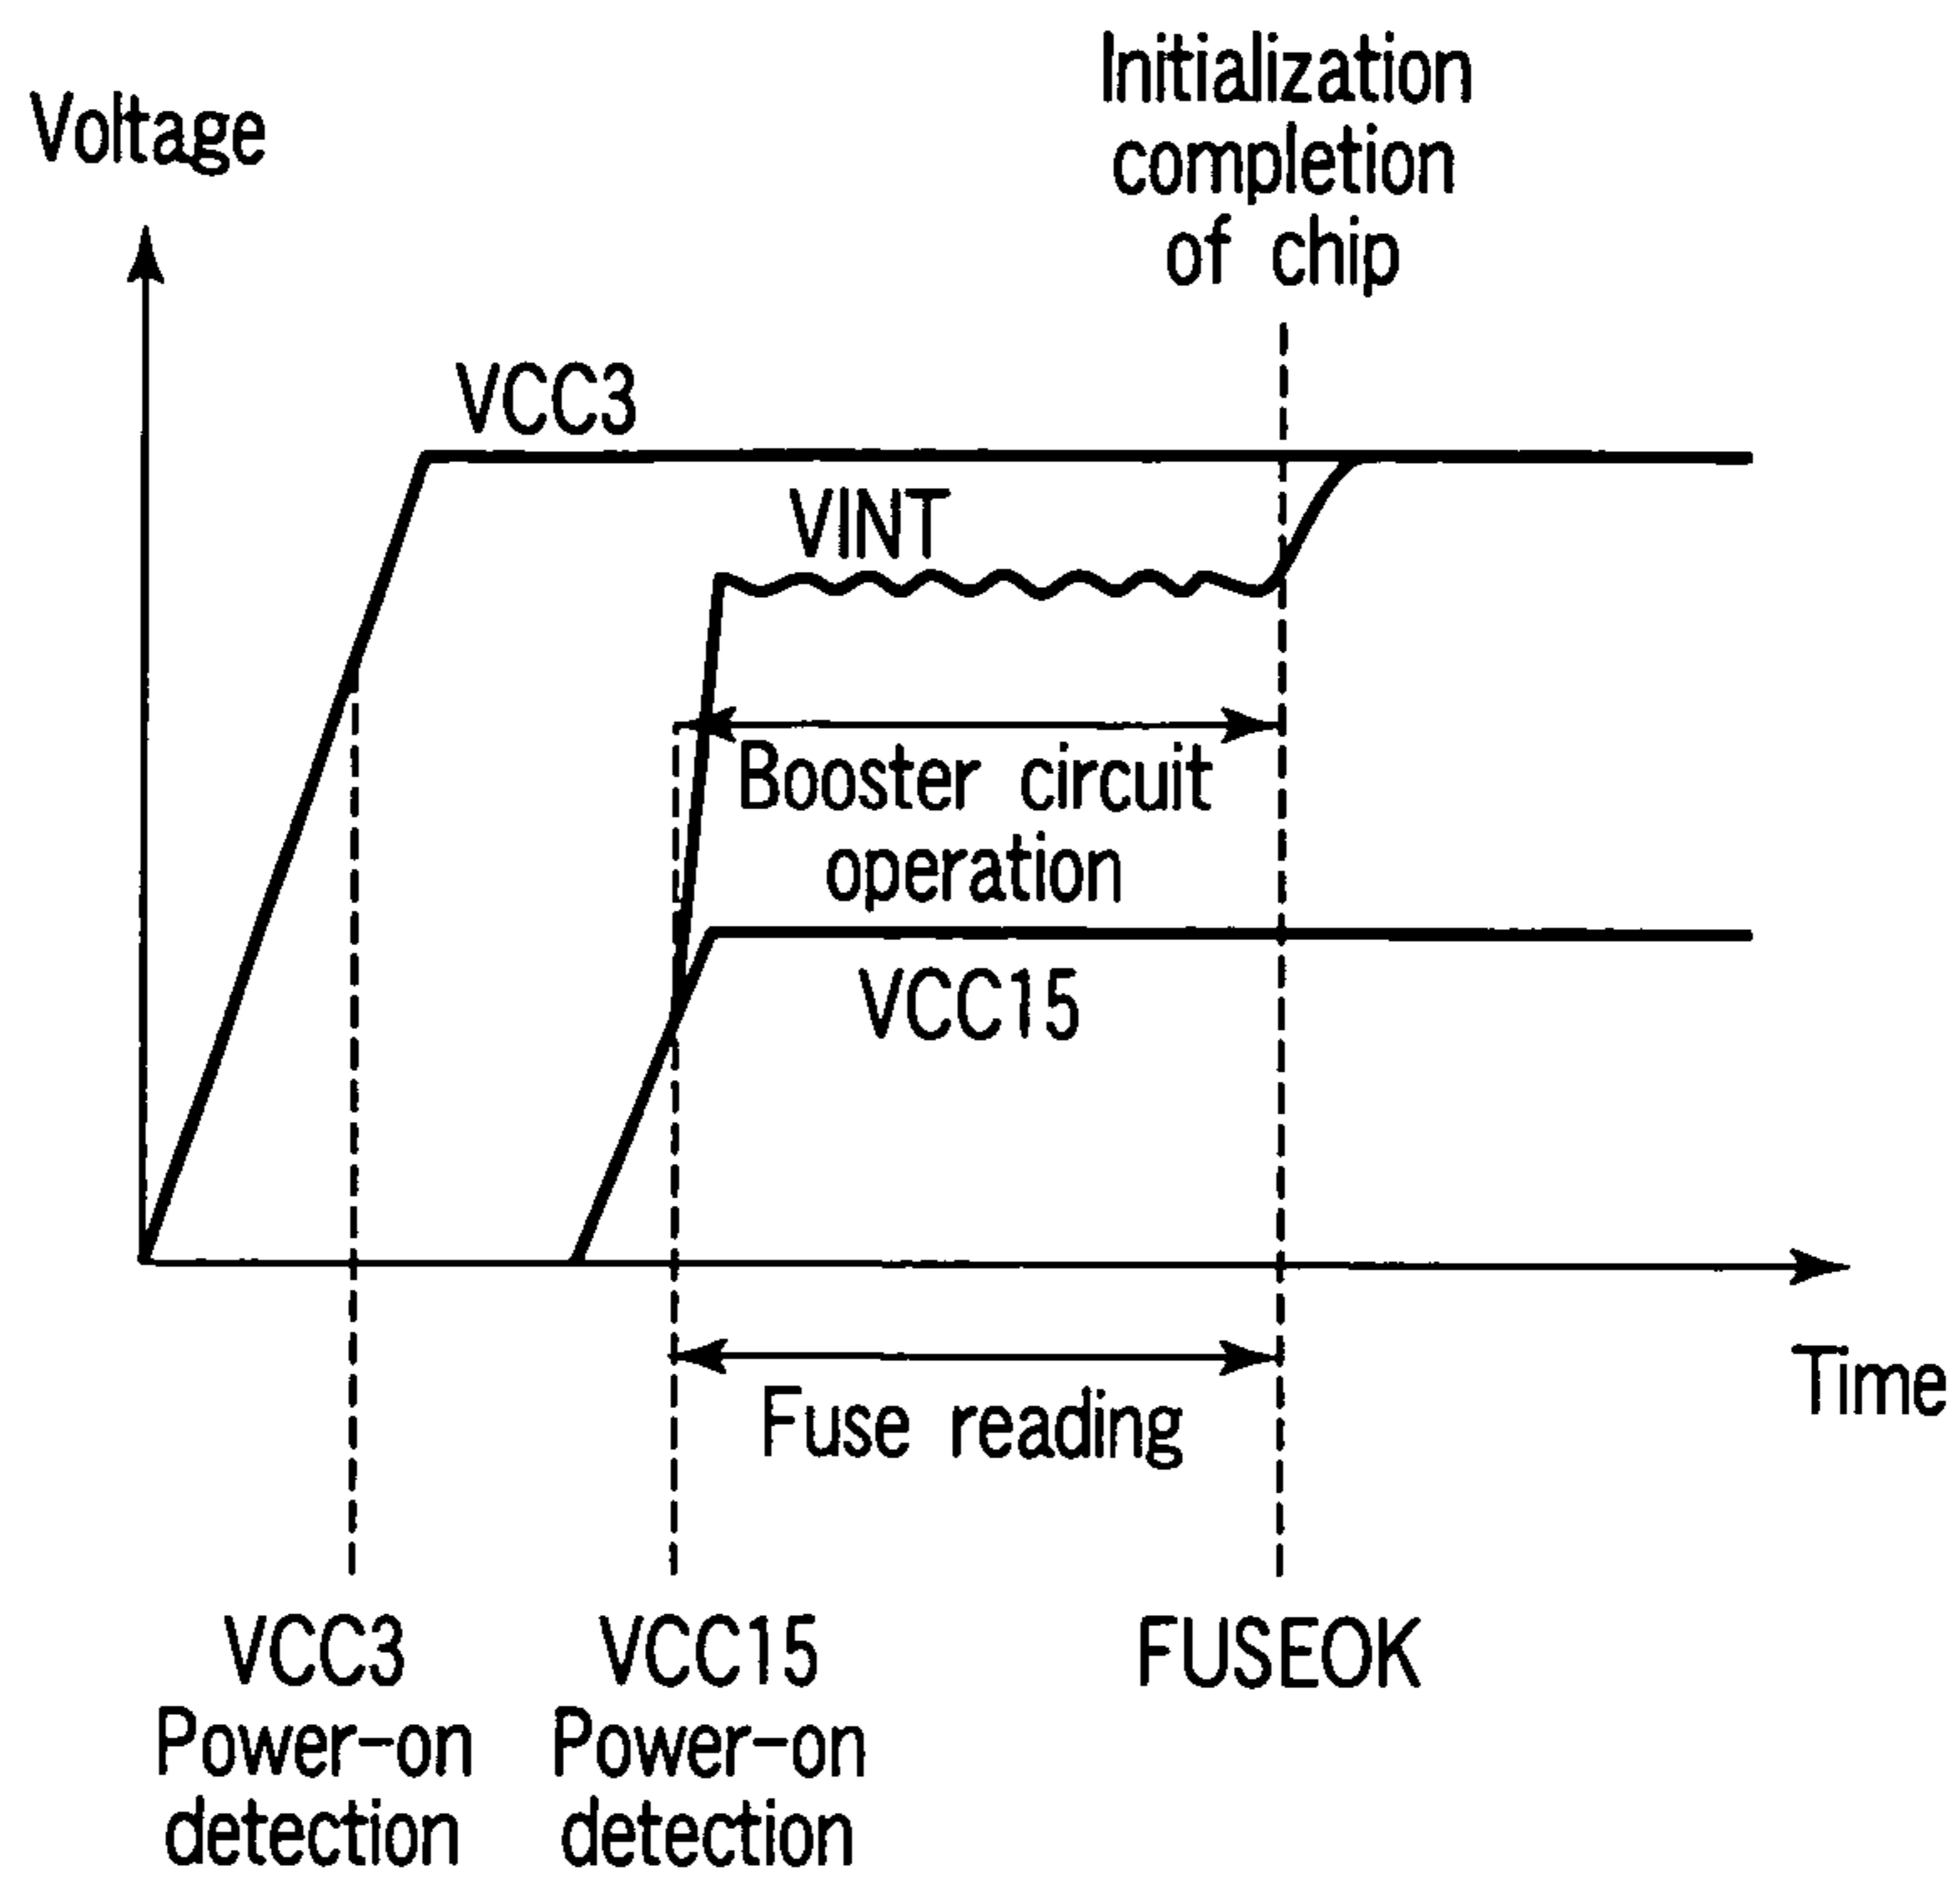 Voltage
Initialization
completion
of chip
VCC3
VINT
Booster circuit
operation
VCC15
Time
Fuse reading
VCC3
Power-on
detection
VCC15
Power-on
detection
FUSEOK